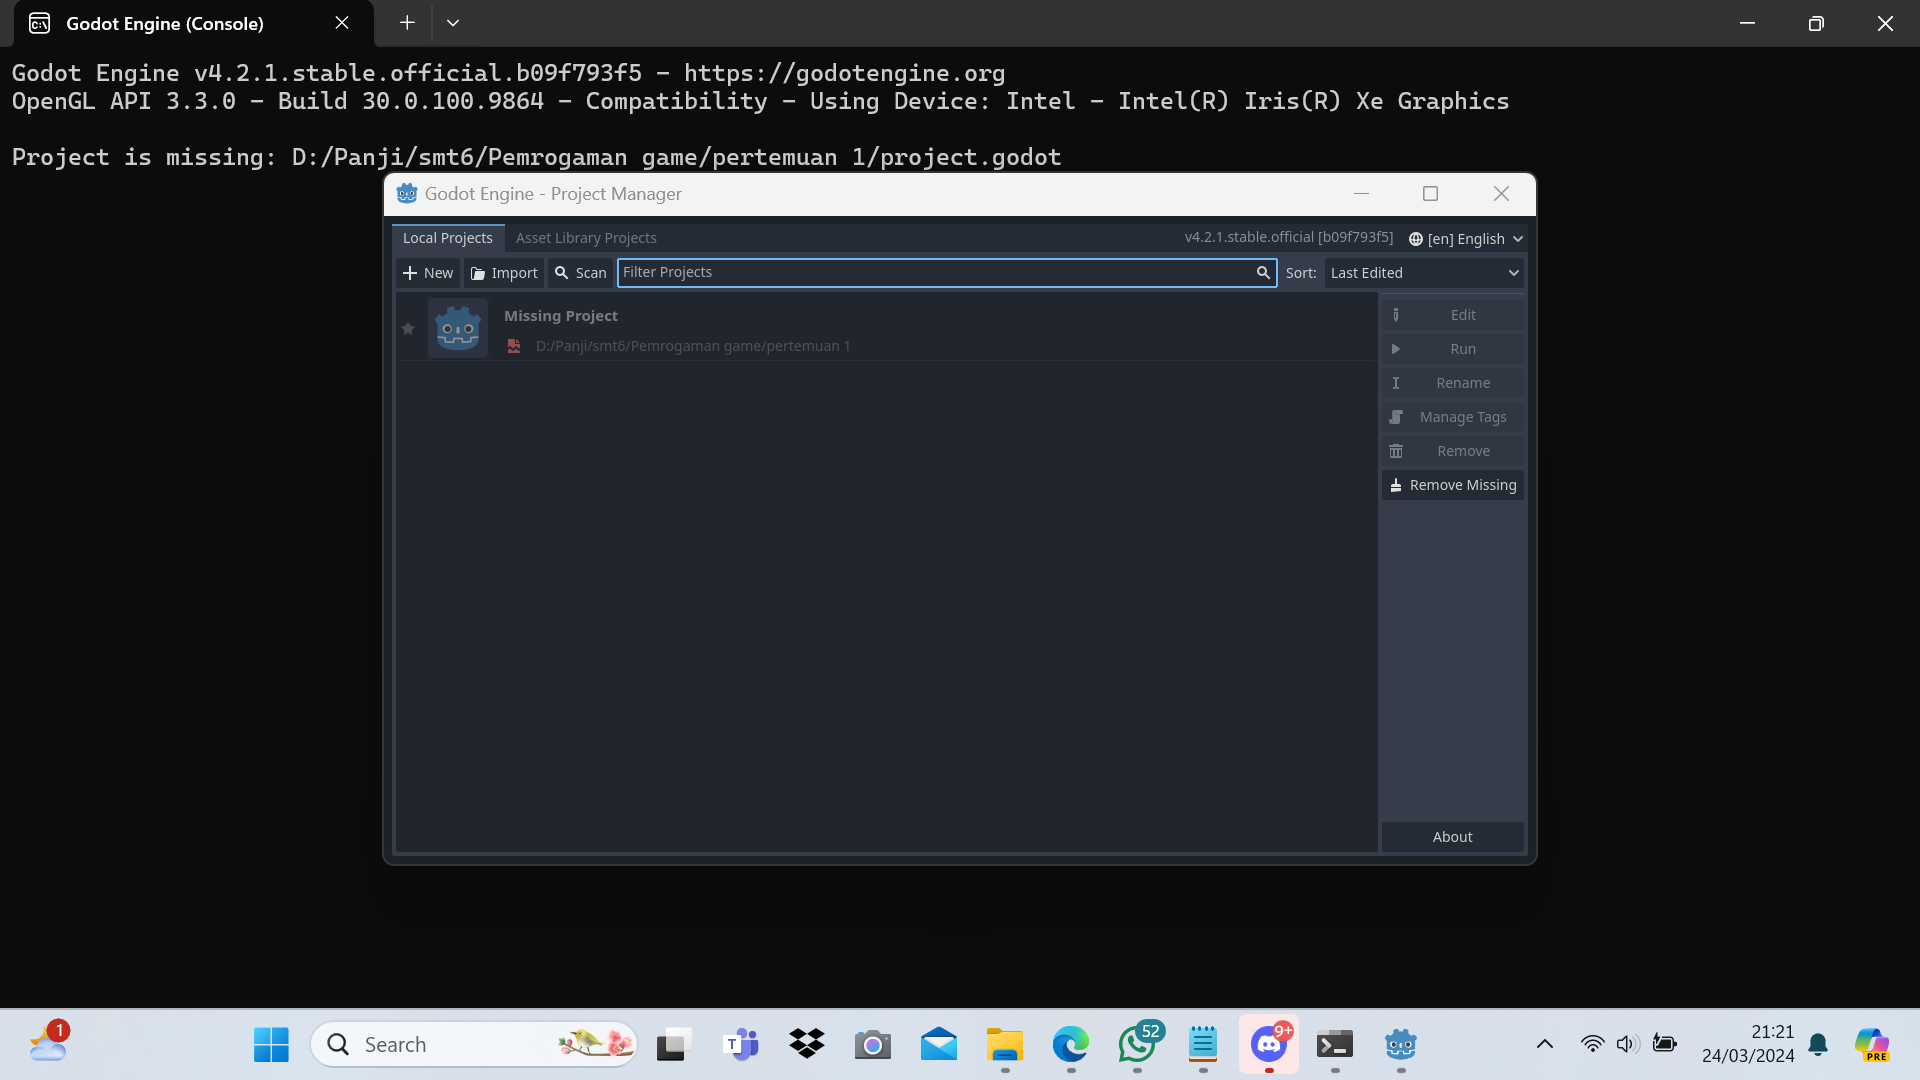 Godot Engine (Console)
Godot Engine v4.2.1.stable.official.b09f793f5 - https://godotengine.org
OpenGL API 3.3.0 - Build 30.0.100.9864 - Compatibility - Using Device: Intel - Intel(R) Iris(R) Xe Graphics
Project is missing: D:/Panji/smt6/Pemrogaman game/pertemuan 1/project.godot
Godot Engine - Project Manager
Local Projects Asset Library Projects v4.2.1.stable.official [b09f793f5] [en] English
New Import Scan Filter Projects Sort: Last Edited
Missing Project
D:/Panji/smt6/Pemrogaman game/pertemuan 1
Edit
Run
Rename
Manage Tags
Remove
Remove Missing
About
1
Search
T
52
9+
21:21
24/03/2024
PRE